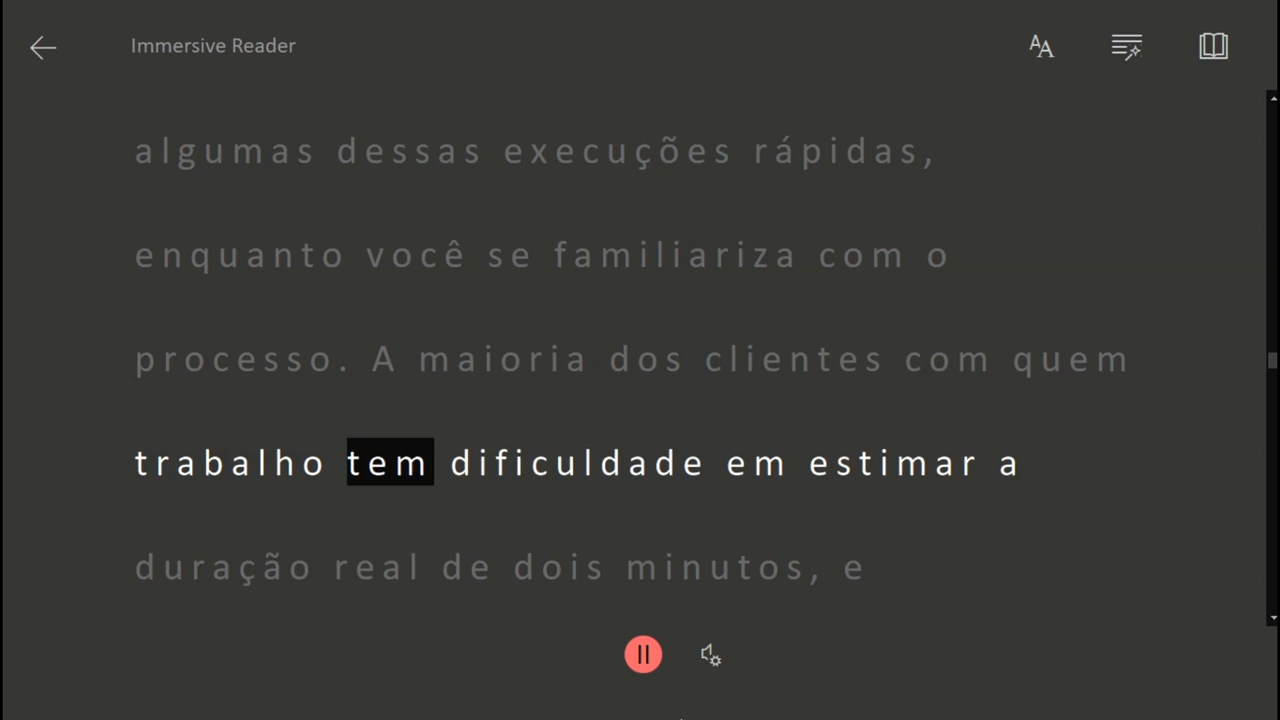 Immersive Reader
algumas dessas execuções rápidas,
enquanto você se familiariza com o
processo. A maioria dos clientes com quem
trabalho tem dificuldade em estimar a
duração real de dois minutos, e